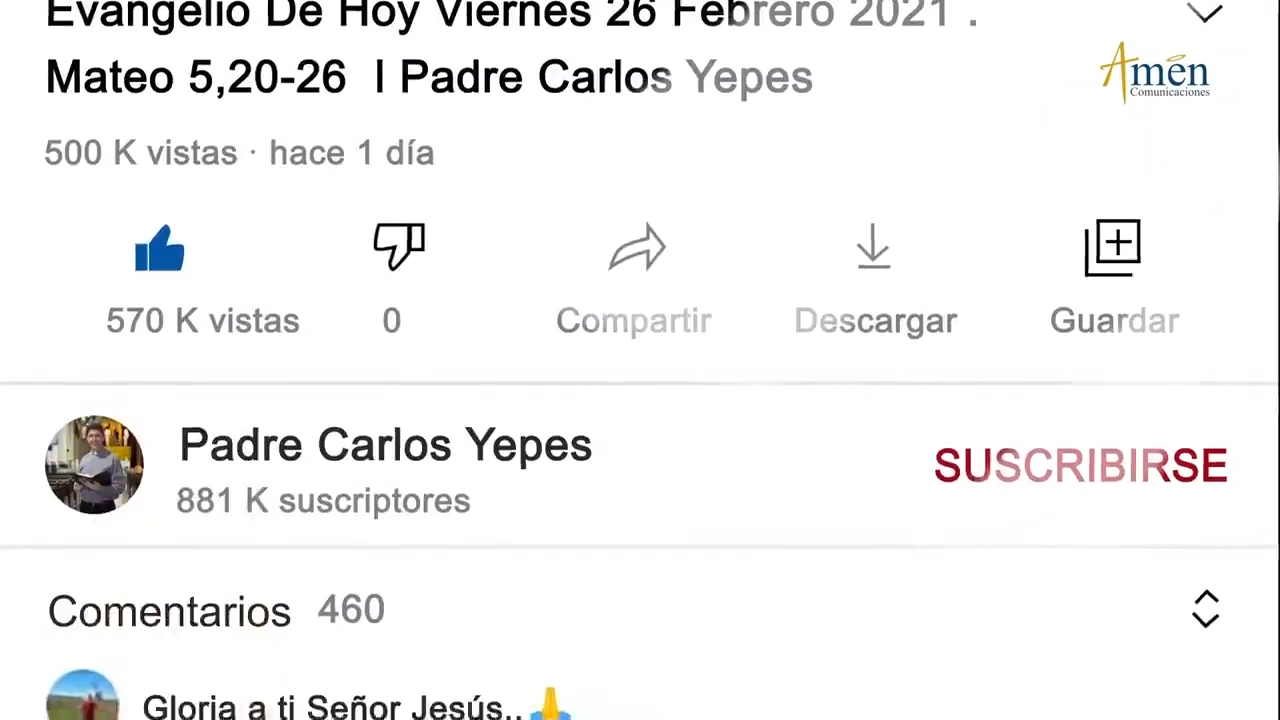 Evangelio De Hoy Viernes 26 Febrero 2021 .
Mateo 5,20-26 I Padre Carlos Yepes
Amén
Comunicaciones
500 K vistas · hace 1 día
570 K vistas
0
Compartir
Descargar
Guardar
Padre Carlos Yepes
881 K suscriptores
SUSCRIBIRSE
Comentarios 460
Gloria a ti Señor Jesús..🙏